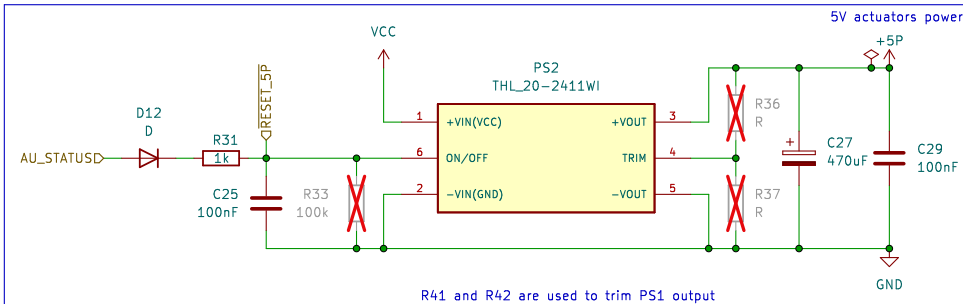 5V actuators power
VCC
+5P
PS2
THL_20-2411WI
RESET_5P
D12
D
R31
1k
AU_STATUS
1
+VIN(VCC)
+VOUT
3
6
ON/OFF
TRIM
4
2
-VIN(GND)
-VOUT
5
R36
R
R37
R
+
C27
470uF
C29
100nF
C25
100nF
R33
100k
GND
R41 and R42 are used to trim PS1 output